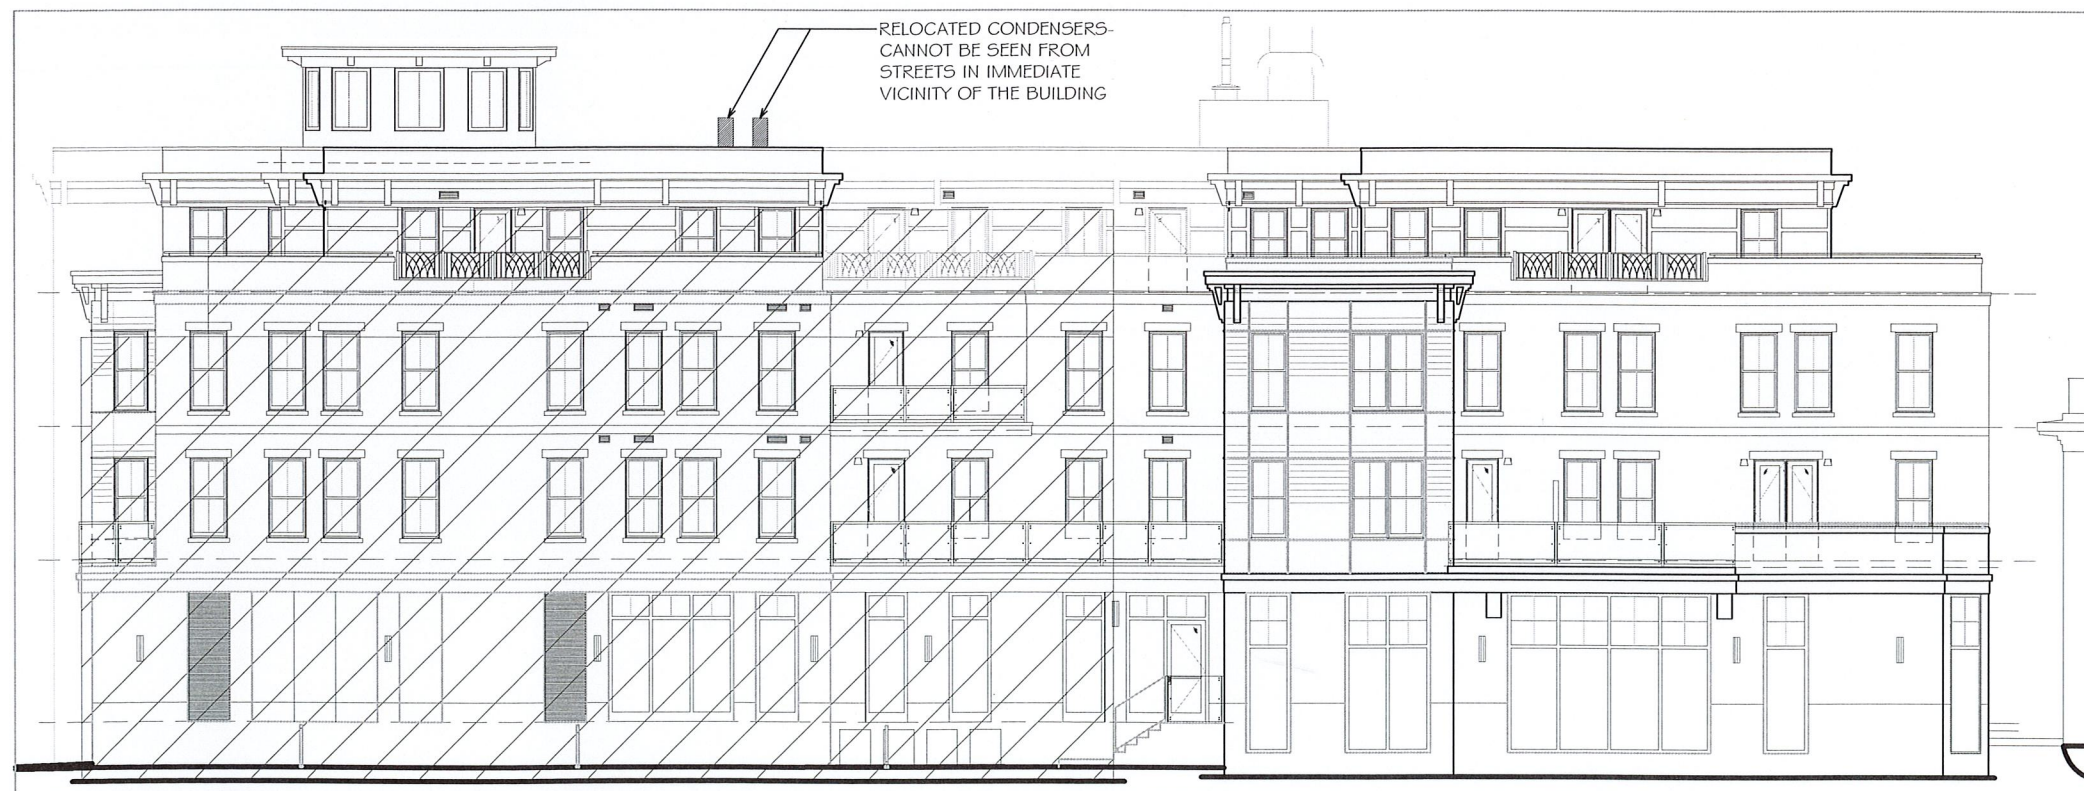 RELOCATED CONDENSERS-
CANNOT BE SEEN FROM
STREETS IN IMMEDIATE
VICINITY OF THE BUILDING